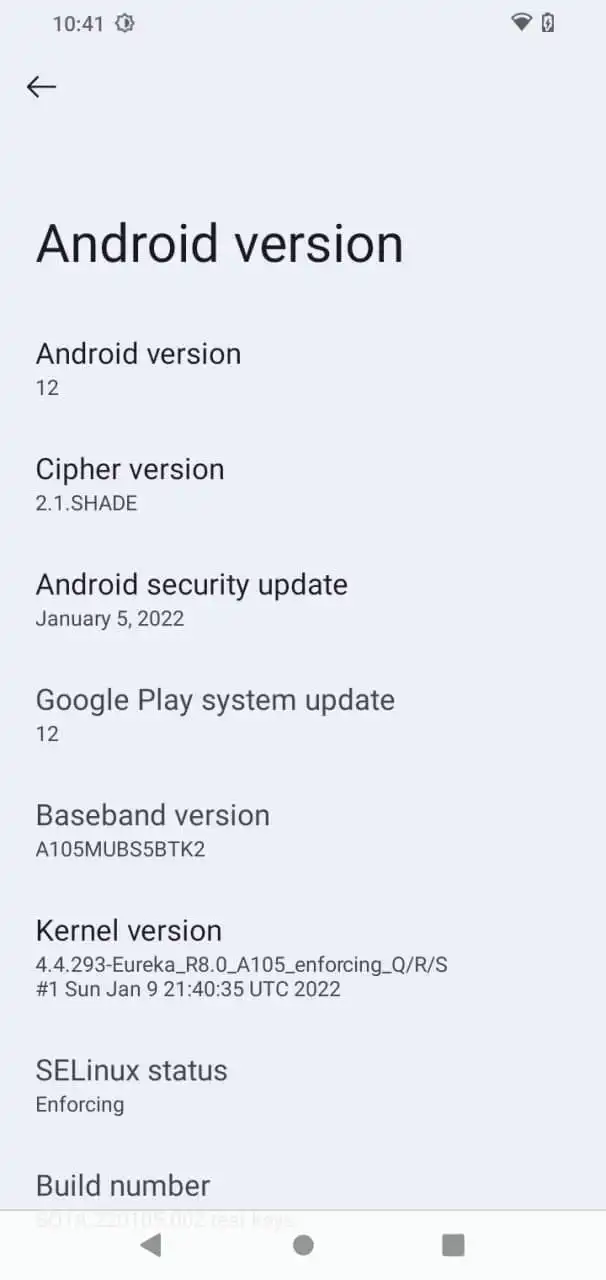 10:41
Android version
Android version
12
Cipher version
2.1.SHADE
Android security update
January 5, 2022
Google Play system update
12
Baseband version
A105MUBS5BTK2
Kernel version
4.4.293-Eureka_R8.0_A105_enforcing_Q/R/S
#1 Sun Jan 9 21:40:35 UTC 2022
SELinux status
Enforcing
Build number